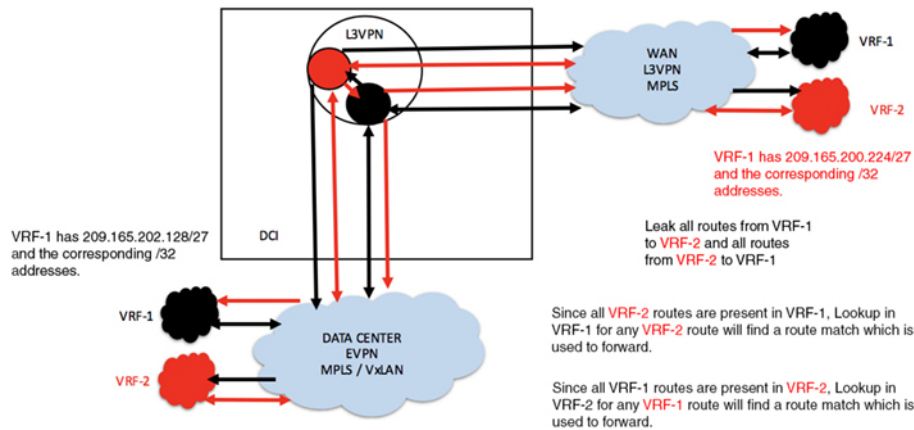 L3VPN
WAN
L3VPN
MPLS
VRF-1
VRF-2
VRF-1 has 209.165.200.224/27
and the corresponding /32
addresses.
VRF-1 has 209.165.202.128/27
and the corresponding /32
addresses.
DCI
Leak all routes from VRF-1
to VRF-2 and all routes
from VRF-2 to VRF-1
VRF-1
VRF-2
DATA CENTER
EVPN
MPLS / VxLAN
Since all VRF-2 routes are present in VRF-1, Lookup in
VRF-1 for any VRF-2 route will find a route match which is
used to forward.
Since all VRF-1 routes are present in VRF-2, Lookup in
VRF-2 for any VRF-1 route will find a route match which is
used to forward.